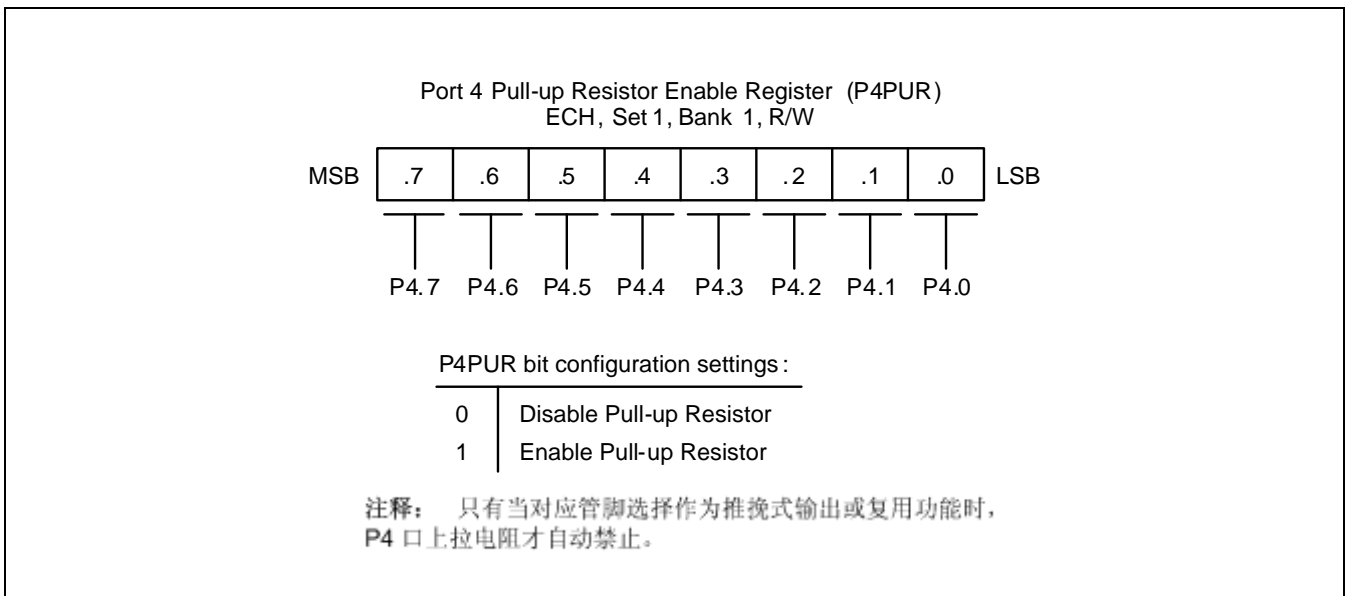 Port 4 Pull-up Resistor Enable Register (P4PUR)
ECH, Set 1, Bank 1, R/W
MSB .7 .6 .5 .4 .3 .2 .1 .0 LSB
P4.7 P4.6 P4.5 P4.4 P4.3 P4.2 P4.1 P4.0
P4PUR bit configuration settings:
0 Disable Pull-up Resistor
1 Enable Pull-up Resistor
注释： 只有当对应管脚选择作为推挽式输出或复用功能时，
P4 口上拉电阻才自动禁止。